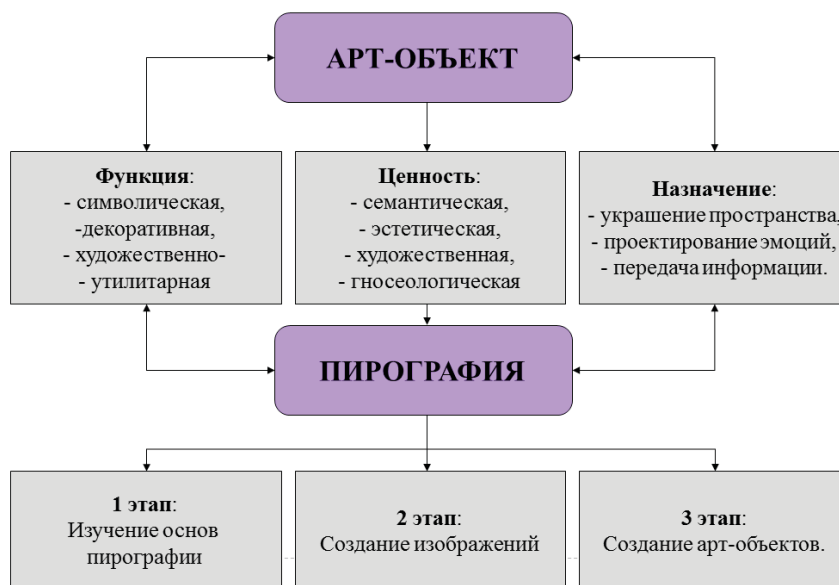 АРТ-ОБЪЕКТ
Функция:
- символическая,
-декоративная,
- художественно-
- утилитарная
Ценность:
- семантическая,
- эстетическая,
- художественная,
- гносеологическая
Назначение:
- украшение пространства,
- проектирование эмоций,
- передача информации.
ПИРОГРАФИЯ
1 этап:
Изучение основ
пирографии
2 этап:
Создание изображений
3 этап:
Создание арт-объектов.